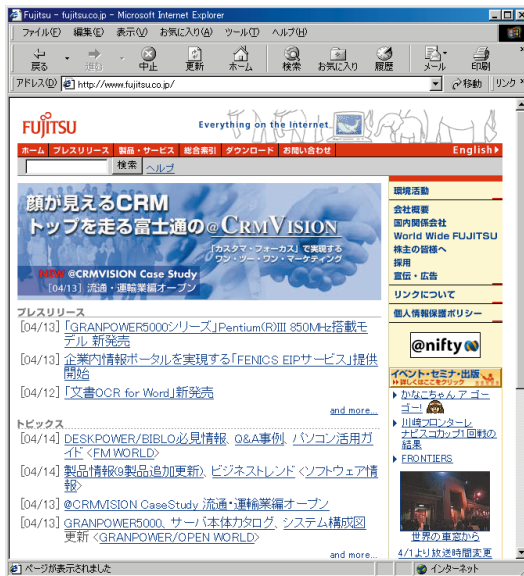 Fujitsu - fujitsu.co.jp - Microsoft Internet Explorer
ファイル(F) 編集(E) 表示(V) お気に入り(A) ツール(T) ヘルプ(H)
戻る 進む 中止 更新 ホーム 検索 お気に入り 履歴 メール 印刷
アドレス(D) http://www.fujitsu.co.jp/ 移動 リンク »
FUJITSU
Everything on the Internet
ホーム プレスリリース 製品・サービス 総合索引 ダウンロード お問い合わせ English
検索 ヘルプ
顔が見えるCRM
トップを走る富士通の@CRMVISION
「カスタマ・フォーカス」で実現する
ワン・ツー・ワン・マーケティング
NEW @CRMVISION Case Study
[04/13] 流通・運輸業編オープン
プレスリリース
[04/13] 「GRANPOWER5000シリーズ」Pentium(R)III 850MHz搭載モ
デル 新発売
[04/13] 企業内情報ポータルを実現する「FENICS EIPサービス」提供
開始
[04/12] 「文書OCR for Word」新発売
and more...
トピックス
[04/14] DESKPOWER/BIBLO必見情報、Q&A事例、パソコン活用ガ
イド <FM WORLD>
[04/14] 製品情報(9製品追加更新)、ビジネストレンド <ソフトウェア情
報>
[04/13] @CRMVISION CaseStudy 流通・運輸業編オープン
[04/13] GRANPOWER5000、サーバ本体カタログ、システム構成図
更新 <GRANPOWER/OPEN WORLD>
and more...
環境活動
会社概要
国内関係会社
World Wide FUJITSU
株主の皆様へ
採用
宣伝・広告
リンクについて
個人情報保護ポリシー
@nifty
イベント・セミナ・出版
詳しくはここをクリック
かなこちゃん ア ゴー
ゴー!
川崎フロンターレ
ナビスコカップ1回戦の
結果
FRONTIERS
世界の車窓から
4/1より放送時間変更
ページが表示されました インターネット